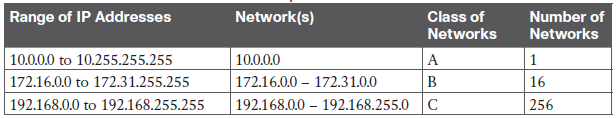 Range of IP Addresses Network(s) Class of Networks Number of Networks
10.0.0.0 to 10.255.255.255 10.0.0.0 A 1
172.16.0.0 to 172.31.255.255 172.16.0.0 – 172.31.0.0 B 16
192.168.0.0 to 192.168.255.255 192.168.0.0 – 192.168.255.0 C 256